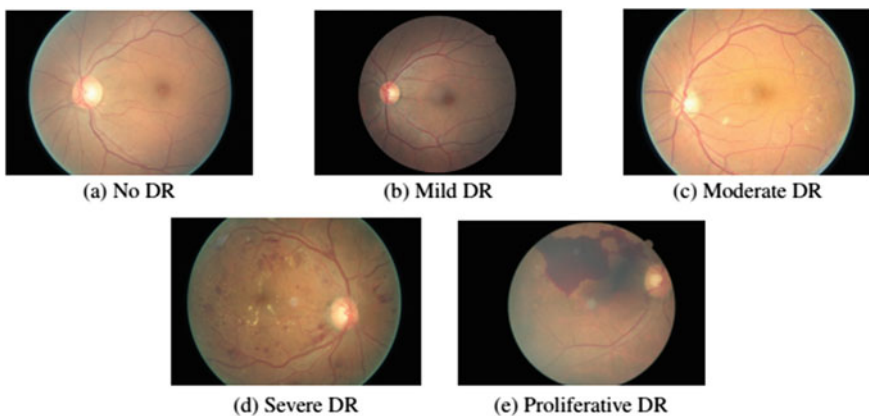 (a) No DR
(b) Mild DR
(c) Moderate DR
(d) Severe DR
(e) Proliferative DR